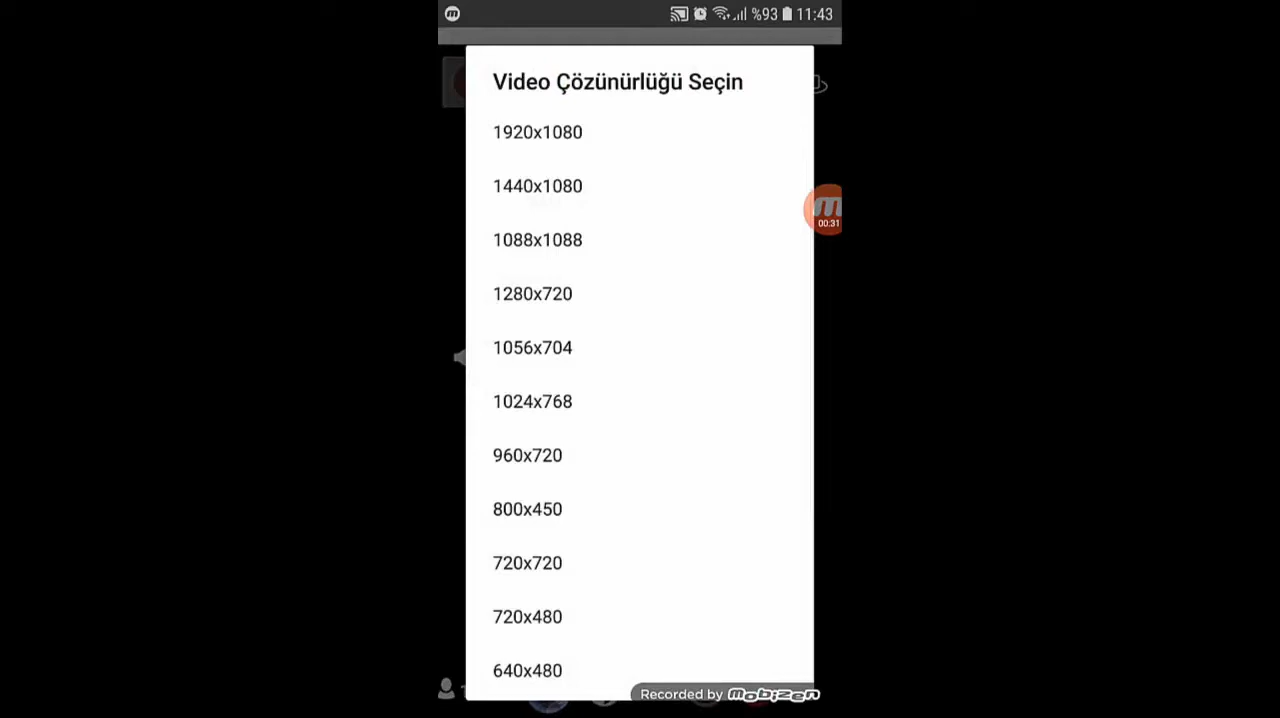 %93 11:43
Video Çözünürlüğü Seçin
1920x1080
1440x1080
1088x1088
00:31
1280x720
1056x704
1024x768
960x720
800x450
720x720
720x480
640x480
Recorded by mobizen